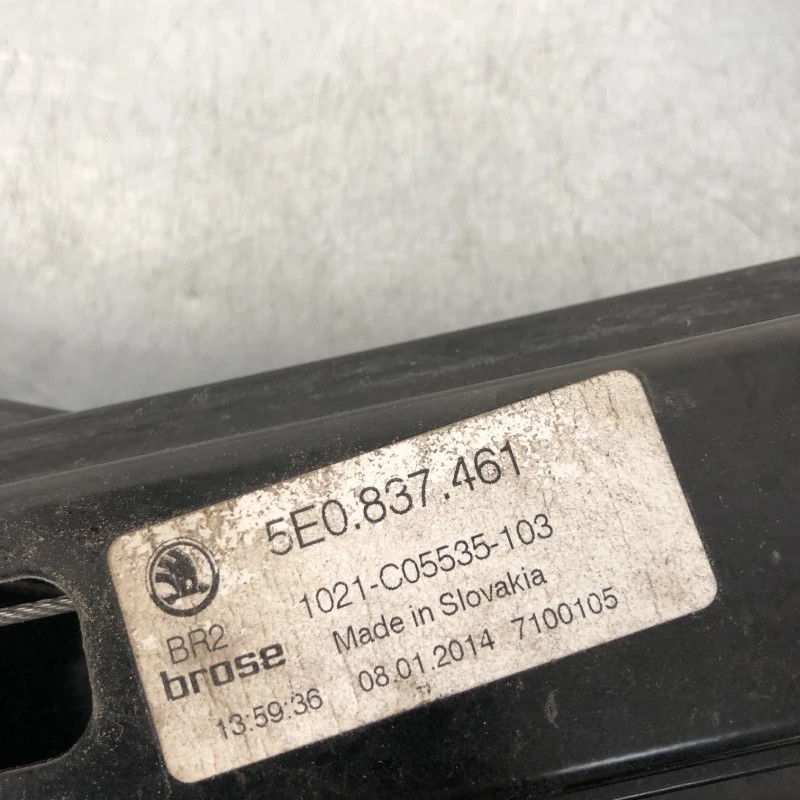 5E0.837.461
1021-C05535-103
BR2
Made in Slovakia
brose
13:59:36 08.01.2014 7100105